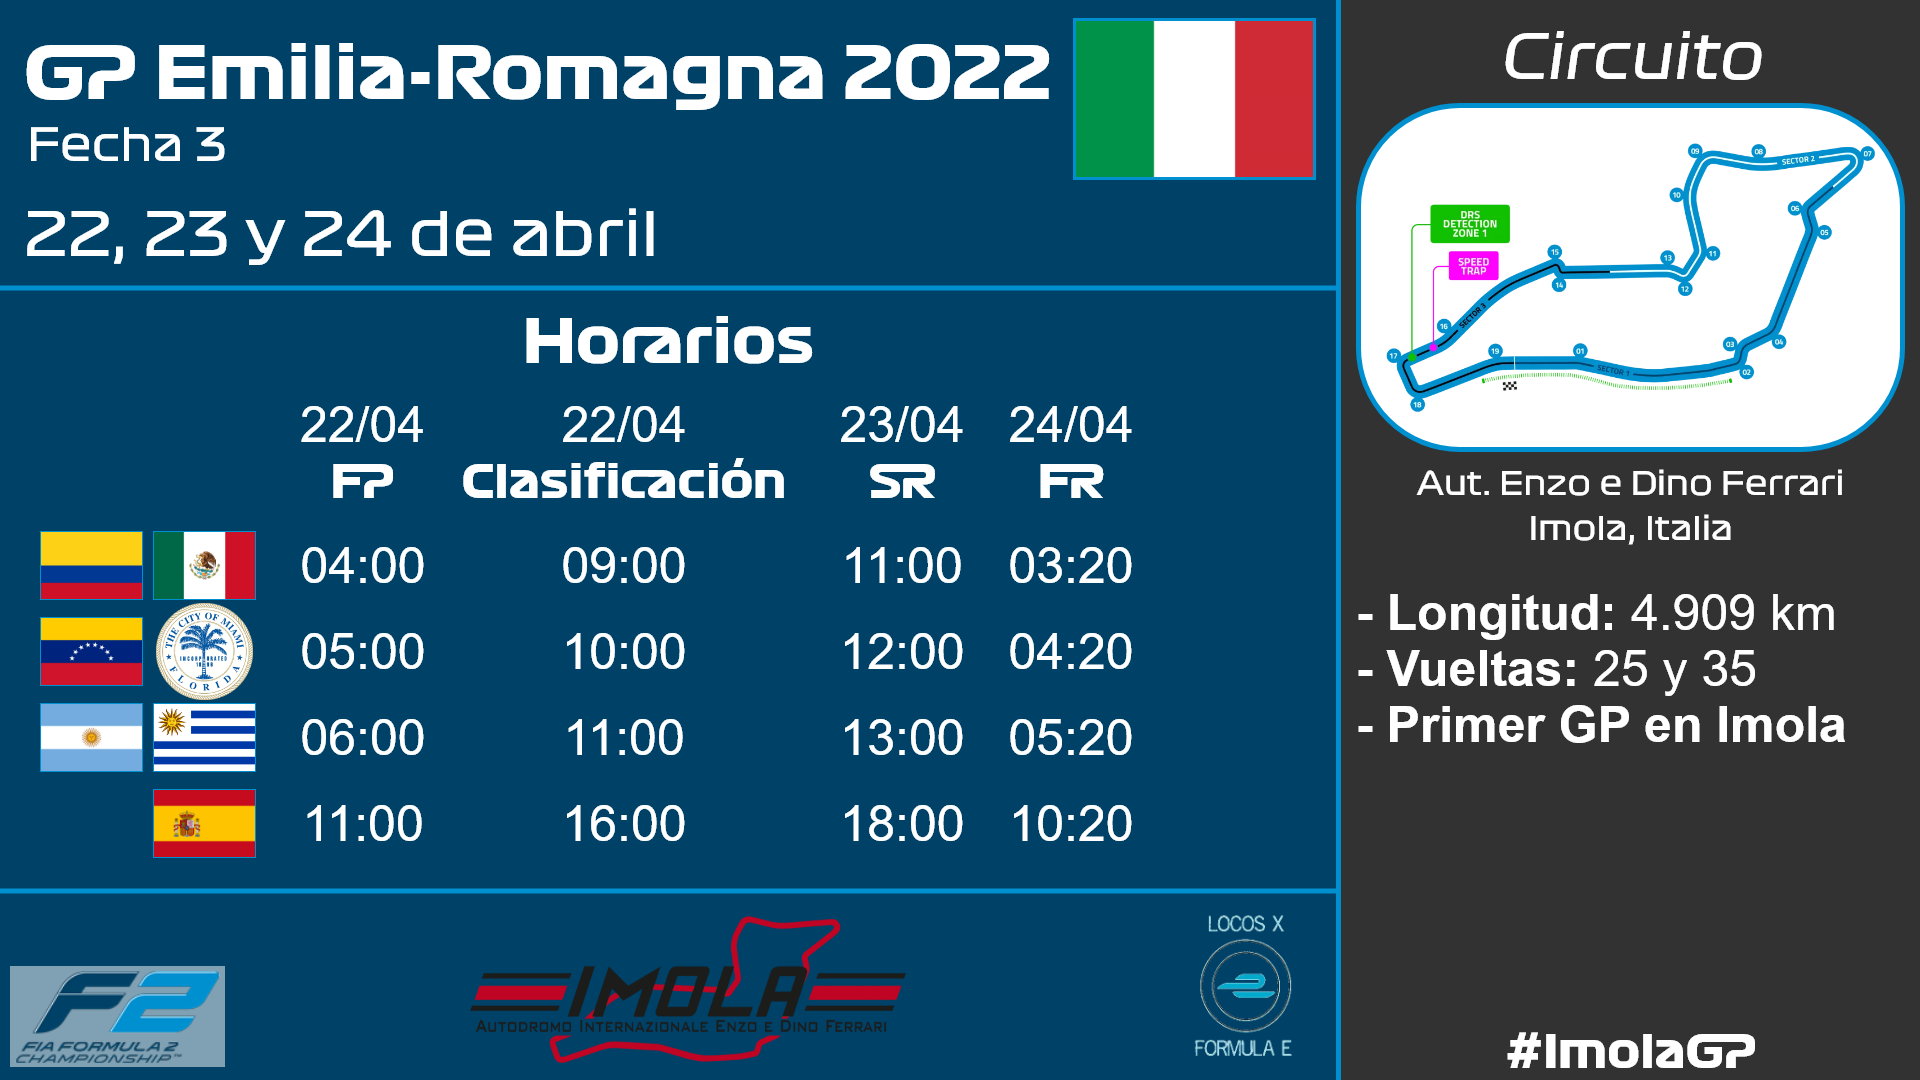 GP Emilia-Romagna 2022
Fecha 3
22, 23 y 24 de abril
Horarios
22/04 22/04 23/04 24/04
FP Clasificación SR FR
04:00 09:00 11:00 03:20
05:00 10:00 12:00 04:20
06:00 11:00 13:00 05:20
11:00 16:00 18:00 10:20
THE CITY OF MIAMI
INCORPORATED
18 96
FLORIDA
F2
FIA FORMULA 2
CHAMPIONSHIP™
IMOLA
AUTODROMO INTERNAZIONALE ENZO E DINO FERRARI
LOCOS X
FORMULA E
Circuito
DRS
DETECTION
ZONE 1
SPEED
TRAP
SECTOR 1
SECTOR 2
SECTOR 3
01
02
03
04
05
06
07
08
09
10
11
12
13
14
15
16
17
18
19
Aut. Enzo e Dino Ferrari
Imola, Italia
- Longitud: 4.909 km
- Vueltas: 25 y 35
- Primer GP en Imola
#ImolaGP